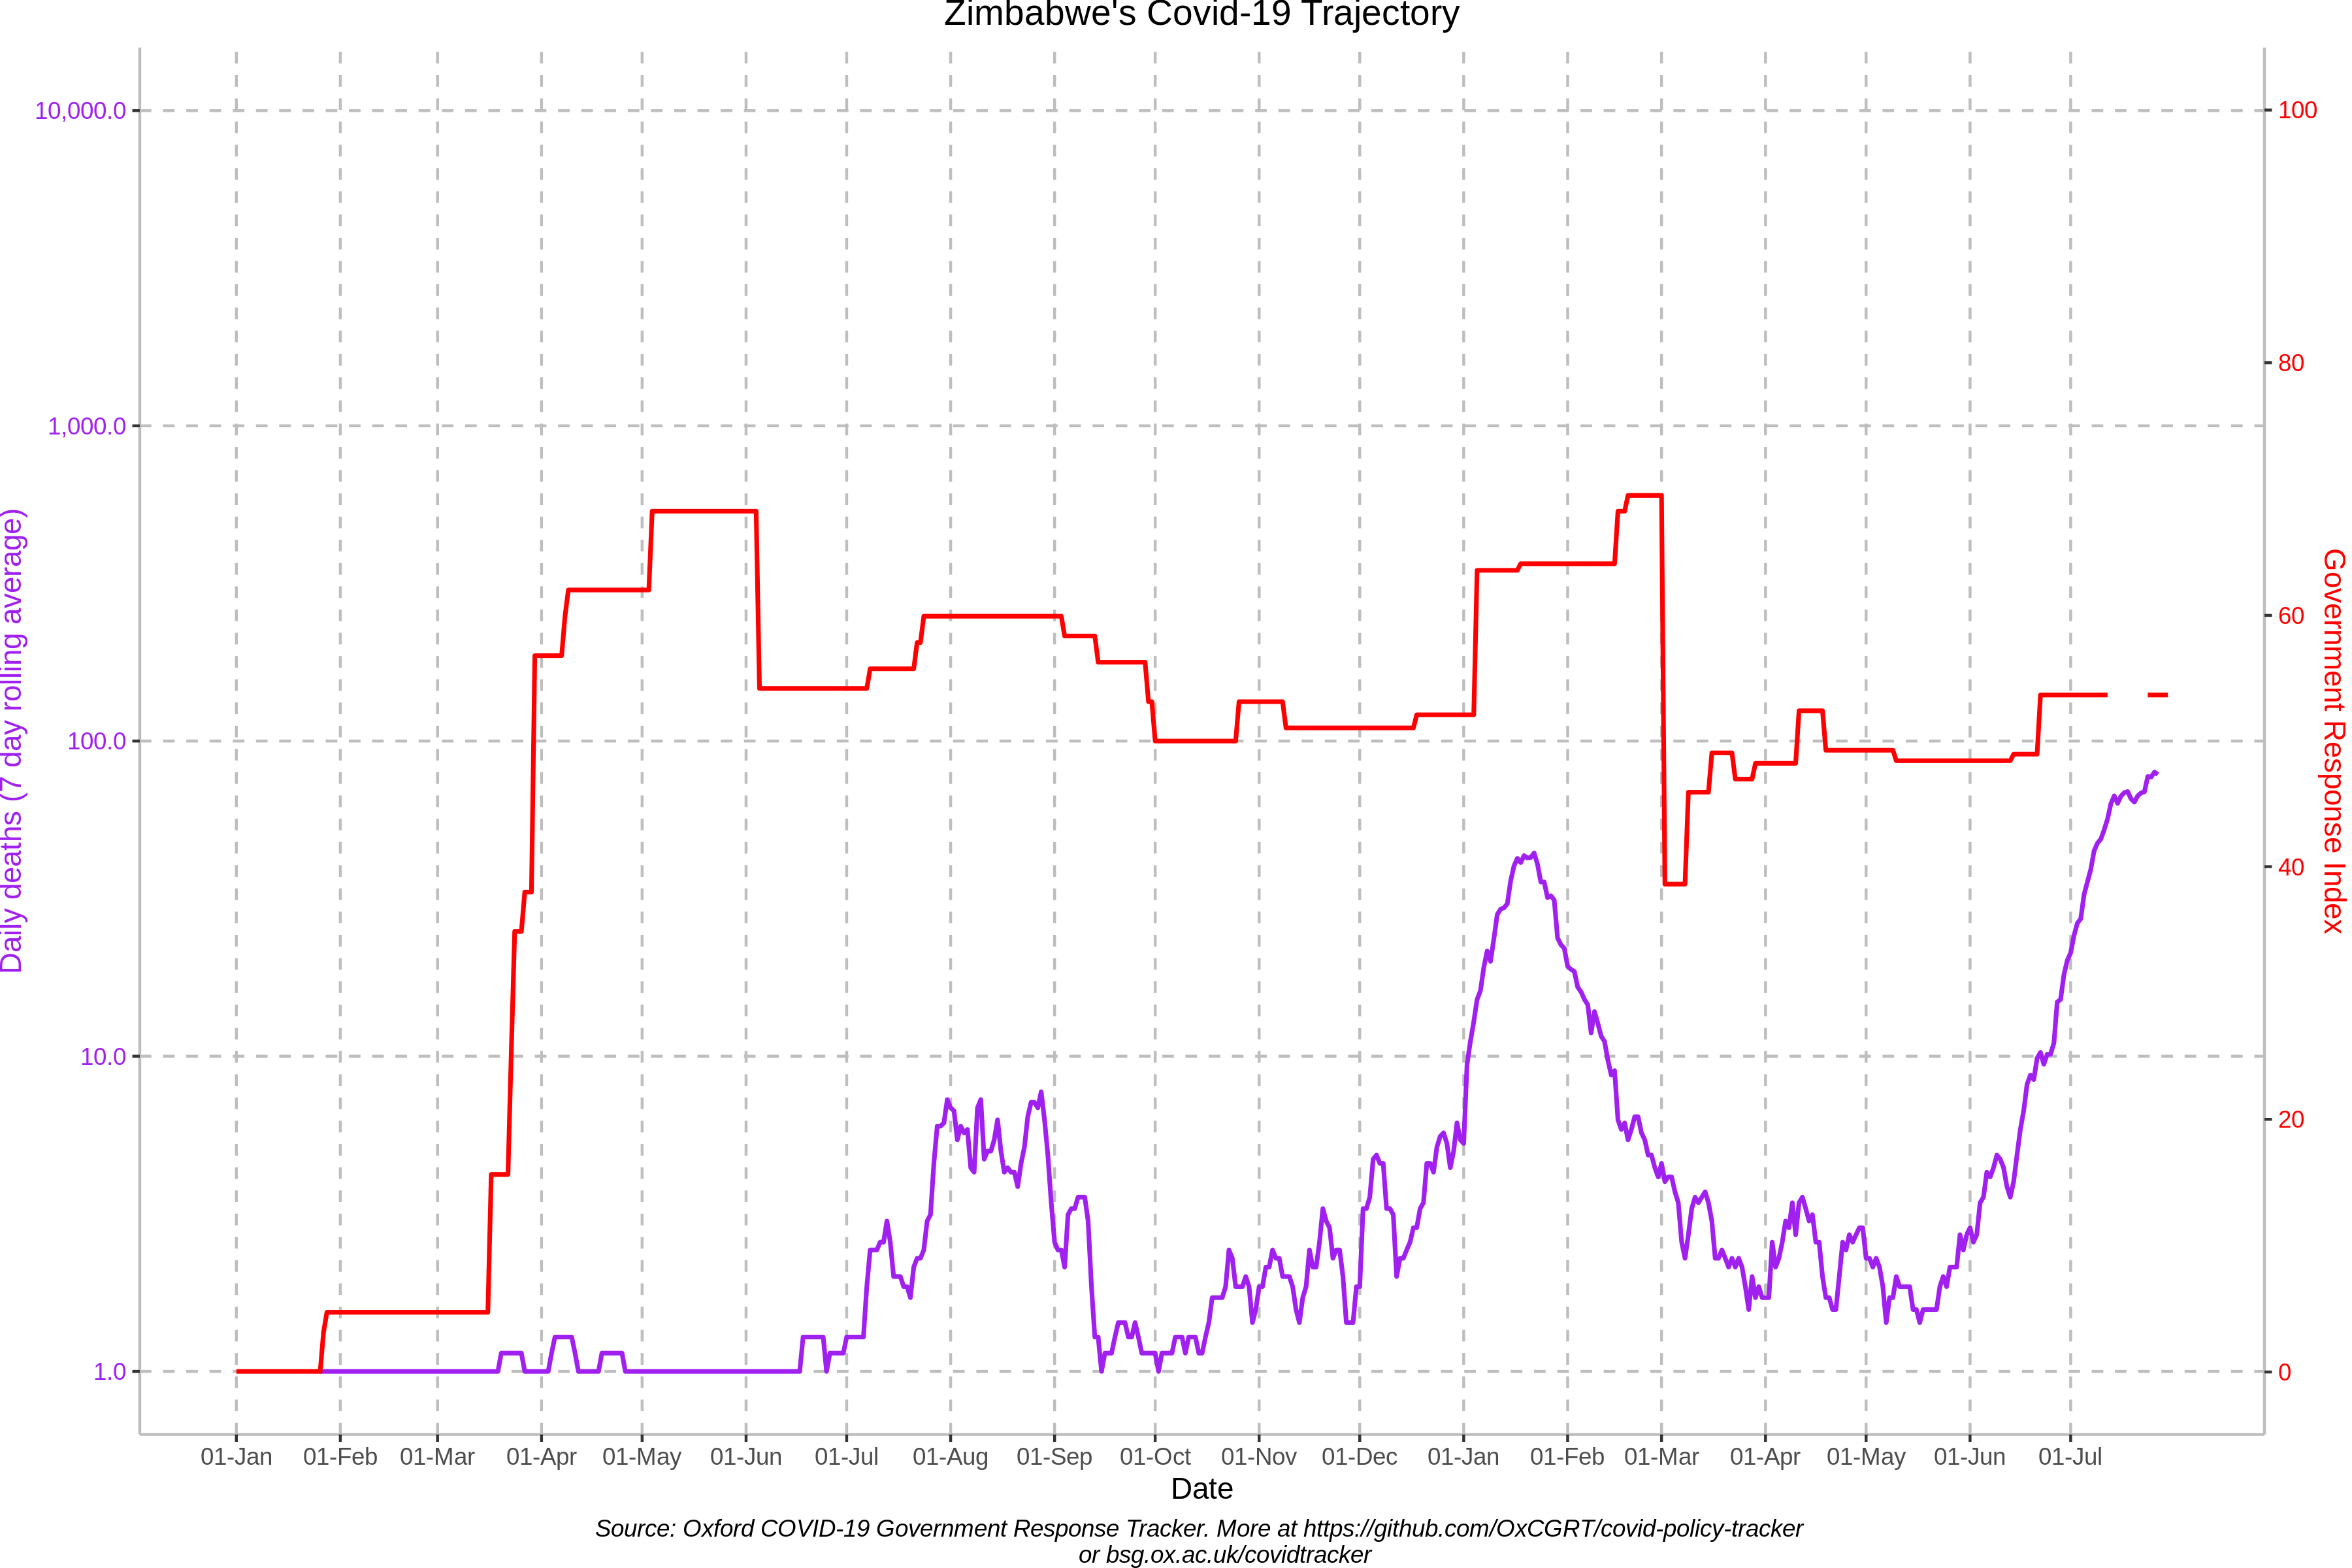 Zimbabwe's Covid-19 Trajectory
10,000.0
1,000.0
100.0
10.0
1.0
Daily deaths (7 day rolling average)
100
80
60
40
20
0
Government Response Index
01-Jan 01-Feb 01-Mar 01-Apr 01-May 01-Jun 01-Jul 01-Aug 01-Sep 01-Oct 01-Nov 01-Dec 01-Jan 01-Feb 01-Mar 01-Apr 01-May 01-Jun 01-Jul
Date
Source: Oxford COVID-19 Government Response Tracker. More at https://github.com/OxCGRT/covid-policy-tracker
or bsg.ox.ac.uk/covidtracker